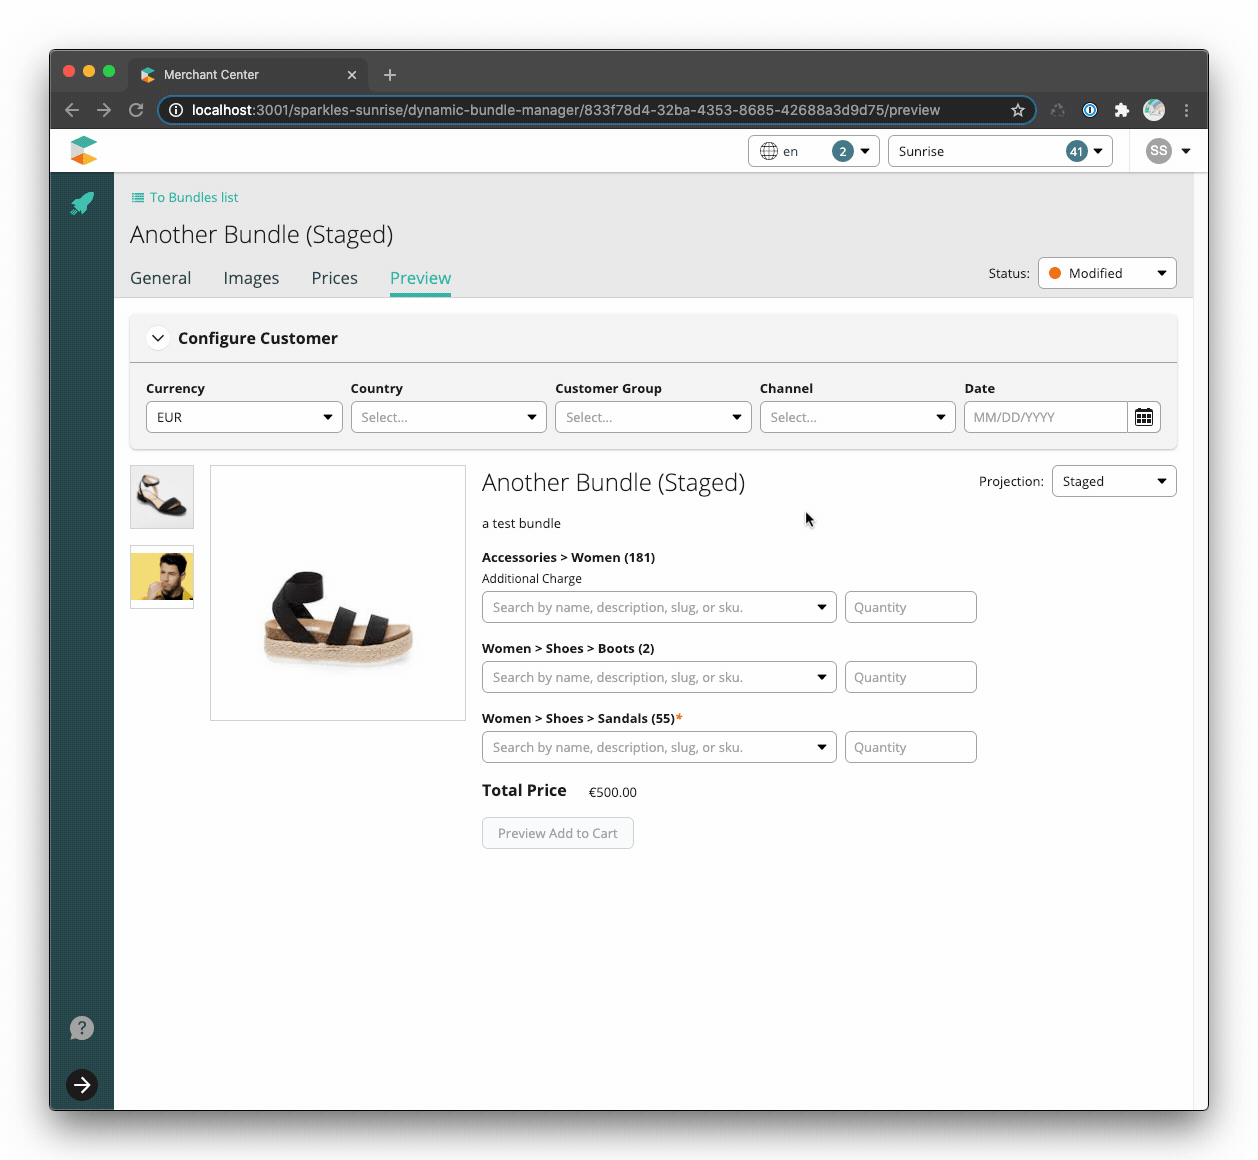 Merchant Center
localhost:3001/sparkles-sunrise/dynamic-bundle-manager/833f78d4-32ba-4353-8685-42688a3d9d75/preview
en 2 Sunrise 41 SS
To Bundles list
Another Bundle (Staged)
General Images Prices Preview
Status: Modified
Configure Customer
Currency Country Customer Group Channel Date
EUR Select... Select... Select... MM/DD/YYYY
Another Bundle (Staged)
Projection: Staged
a test bundle
Accessories > Women (181)
Additional Charge
Search by name, description, slug, or sku. Quantity
Women > Shoes > Boots (2)
Search by name, description, slug, or sku. Quantity
Women > Shoes > Sandals (55)*
Search by name, description, slug, or sku. Quantity
Total Price €500.00
Preview Add to Cart
?